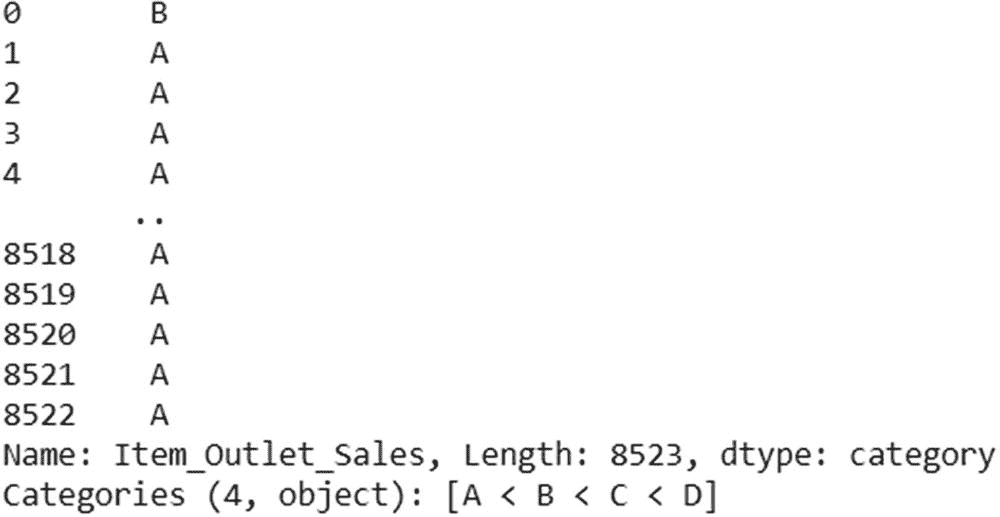 0 B
1 A
2 A
3 A
4 A
..
8518 A
8519 A
8520 A
8521 A
8522 A
Name: Item_Outlet_Sales, Length: 8523, dtype: category
Categories (4, object): [A < B < C < D]